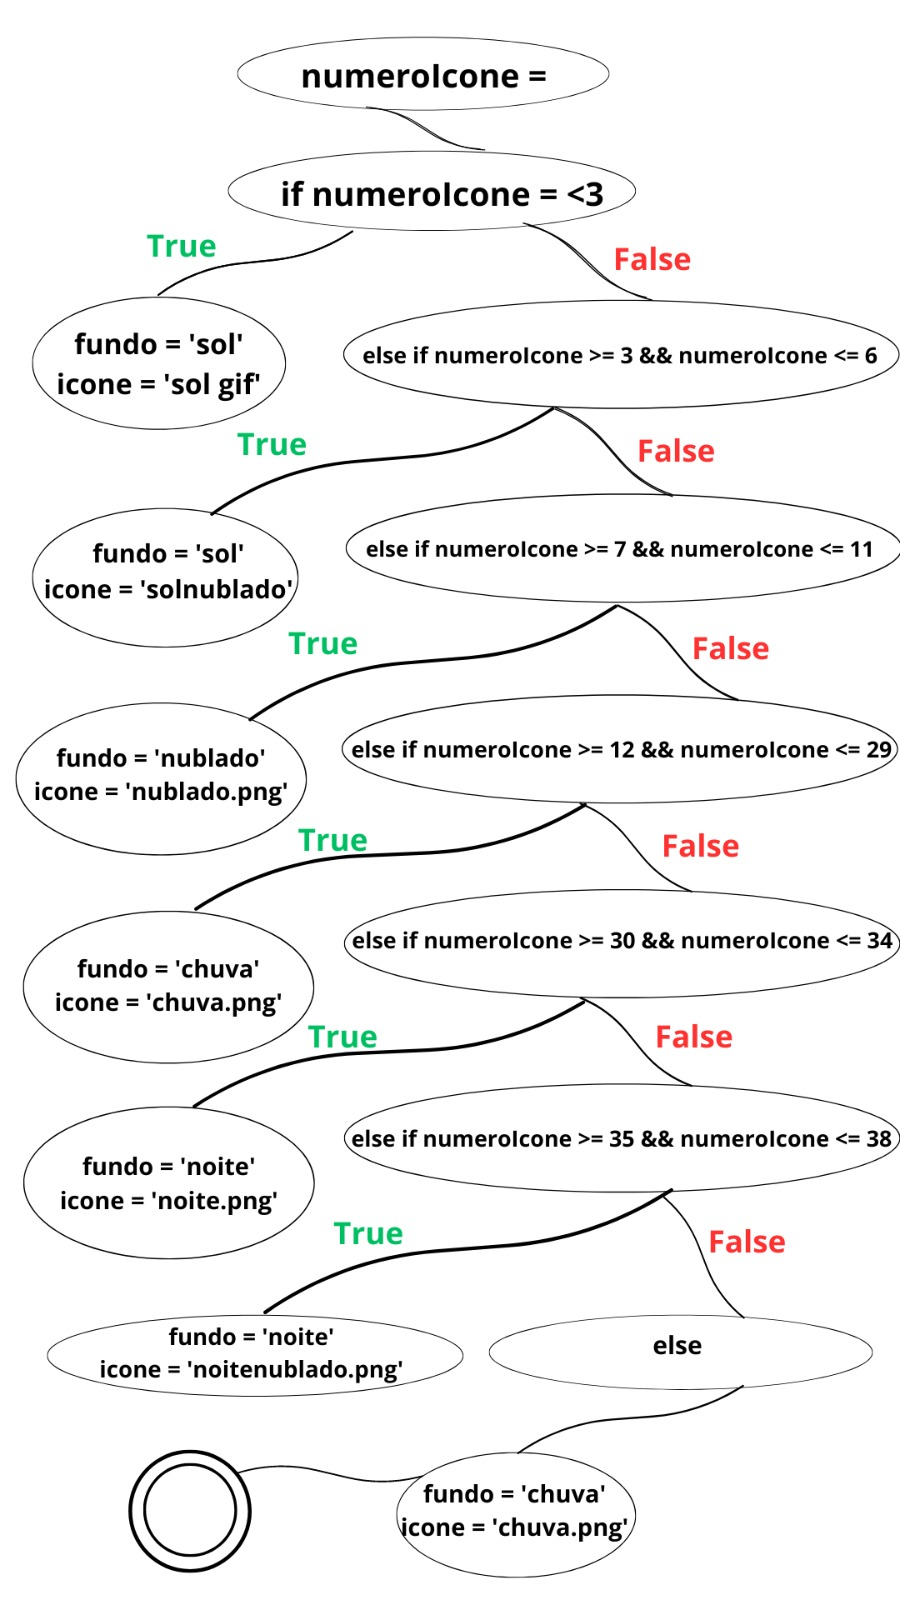 numeroIcone =
if numeroIcone = <3
True
False
fundo = 'sol'
icone = 'sol gif'
else if numeroIcone >= 3 && numeroIcone <= 6
True
False
fundo = 'sol'
icone = 'solnublado'
else if numeroIcone >= 7 && numeroIcone <= 11
True
False
fundo = 'nublado'
icone = 'nublado.png'
else if numeroIcone >= 12 && numeroIcone <= 29
True
False
fundo = 'chuva'
icone = 'chuva.png'
else if numeroIcone >= 30 && numeroIcone <= 34
True
False
fundo = 'noite'
icone = 'noite.png'
else if numeroIcone >= 35 && numeroIcone <= 38
True
False
fundo = 'noite'
icone = 'noitenublado.png'
else
fundo = 'chuva'
icone = 'chuva.png'